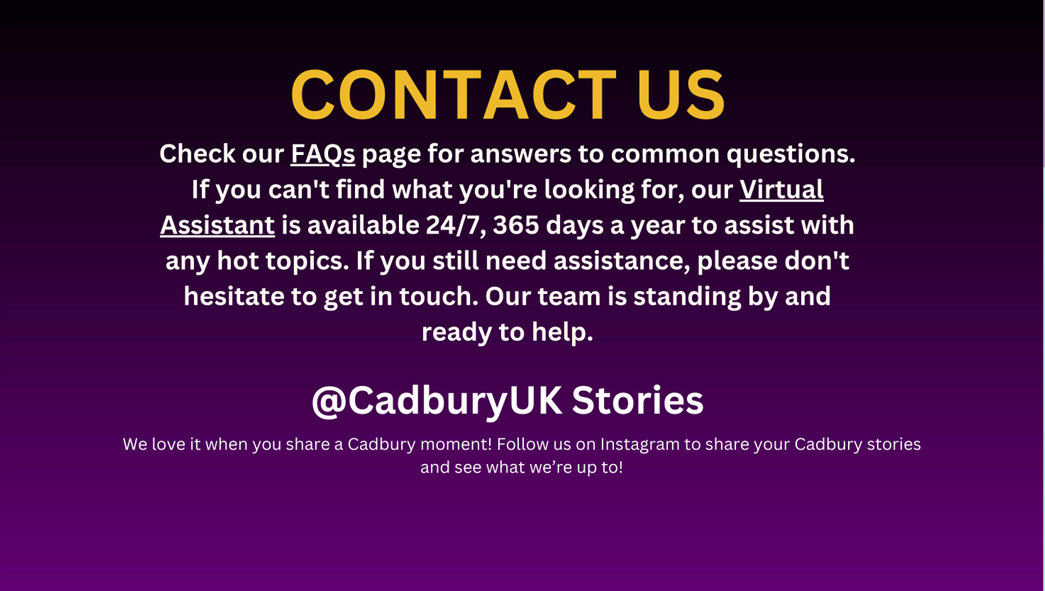 CONTACT US
Check our FAQs page for answers to common questions.
If you can't find what you're looking for, our Virtual
Assistant is available 24/7, 365 days a year to assist with
any hot topics. If you still need assistance, please don't
hesitate to get in touch. Our team is standing by and
ready to help.
@CadburyUK Stories
We love it when you share a Cadbury moment! Follow us on Instagram to share your Cadbury stories
and see what we’re up to!